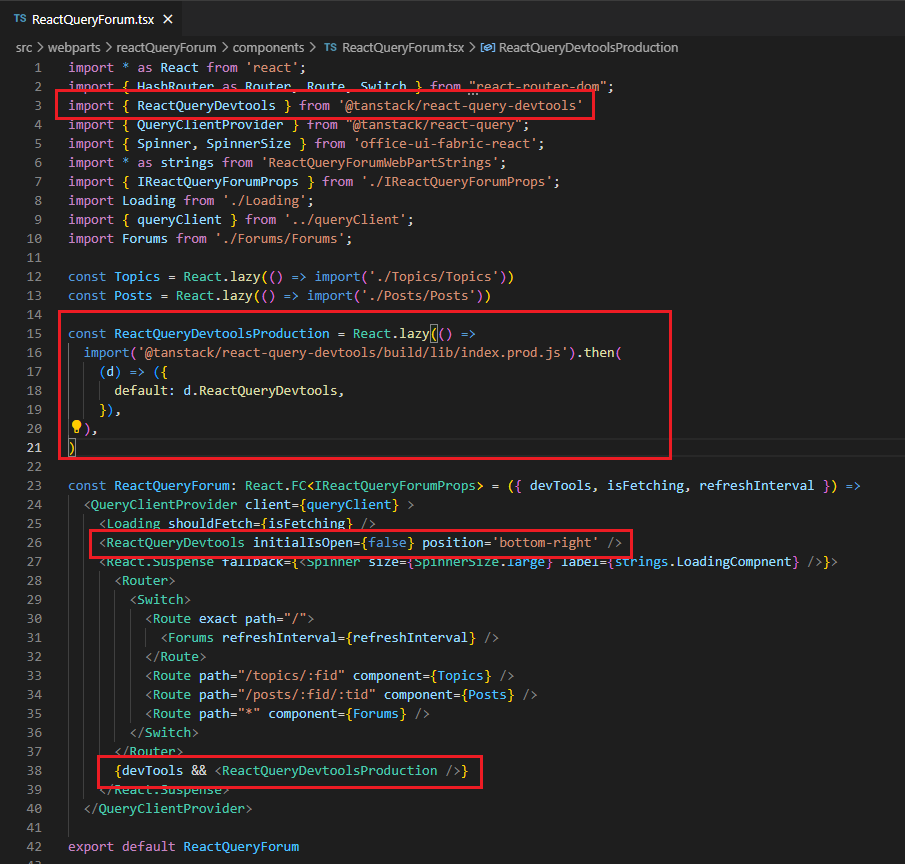 TS ReactQueryForum.tsx ×
src > webparts > reactQueryForum > components > TS ReactQueryForum.tsx > ReactQueryDevtoolsProduction
1 import * as React from 'react';
2 import { HashRouter as Router, Route, Switch } from "react-router-dom";
3 import { ReactQueryDevtools } from '@tanstack/react-query-devtools'
4 import { QueryClientProvider } from "@tanstack/react-query";
5 import { Spinner, SpinnerSize } from 'office-ui-fabric-react';
6 import * as strings from 'ReactQueryForumWebPartStrings';
7 import { IReactQueryForumProps } from './IReactQueryForumProps';
8 import Loading from './Loading';
9 import { queryClient } from '../queryClient';
10 import Forums from './Forums/Forums';
11
12 const Topics = React.lazy(() => import('./Topics/Topics'))
13 const Posts = React.lazy(() => import('./Posts/Posts'))
14
15 const ReactQueryDevtoolsProduction = React.lazy(() =>
16 import('@tanstack/react-query-devtools/build/lib/index.prod.js').then(
17 (d) => ({
18 default: d.ReactQueryDevtools,
19 }),
20 ),
21 )
22
23 const ReactQueryForum: React.FC<IReactQueryForumProps> = ({ devTools, isFetching, refreshInterval }) =>
24 <QueryClientProvider client={queryClient} >
25 <Loading shouldFetch={isFetching} />
26 <ReactQueryDevtools initialIsOpen={false} position='bottom-right' />
27 <React.Suspense fallback={<Spinner size={SpinnerSize.large} label={strings.LoadingCompnent} />}>
28 <Router>
29 <Switch>
30 <Route exact path="/">
31 <Forums refreshInterval={refreshInterval} />
32 </Route>
33 <Route path="/topics/:fid" component={Topics} />
34 <Route path="/posts/:fid/:tid" component={Posts} />
35 <Route path="*" component={Forums} />
36 </Switch>
37 </Router>
38 {devTools && <ReactQueryDevtoolsProduction />}
39 </React.Suspense>
40 </QueryClientProvider>
41
42 export default ReactQueryForum